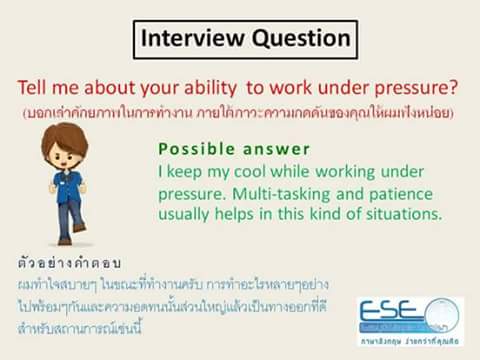 Interview Question
Tell me about your ability to work under pressure?
(บอกเล่าศักยภาพในการทำงาน ภายใต้ภาวะความกดดันของคุณให้ผมฟังหน่อย)
Possible answer
I keep my cool while working under
pressure. Multi-tasking and patience
usually helps in this kind of situations.
ตัวอย่างคำตอบ
ผมทำใจสบายๆ ในขณะที่ทำงานครับ การทำอะไรหลายๆอย่าง
ไปพร้อมๆกันและความอดทนนั้นส่วนใหญ่แล้วเป็นทางออกที่ดี
สำหรับสถานการณ์เช่นนี้
ESE
ภาษาอังกฤษ ง่ายกว่าที่คุณคิด